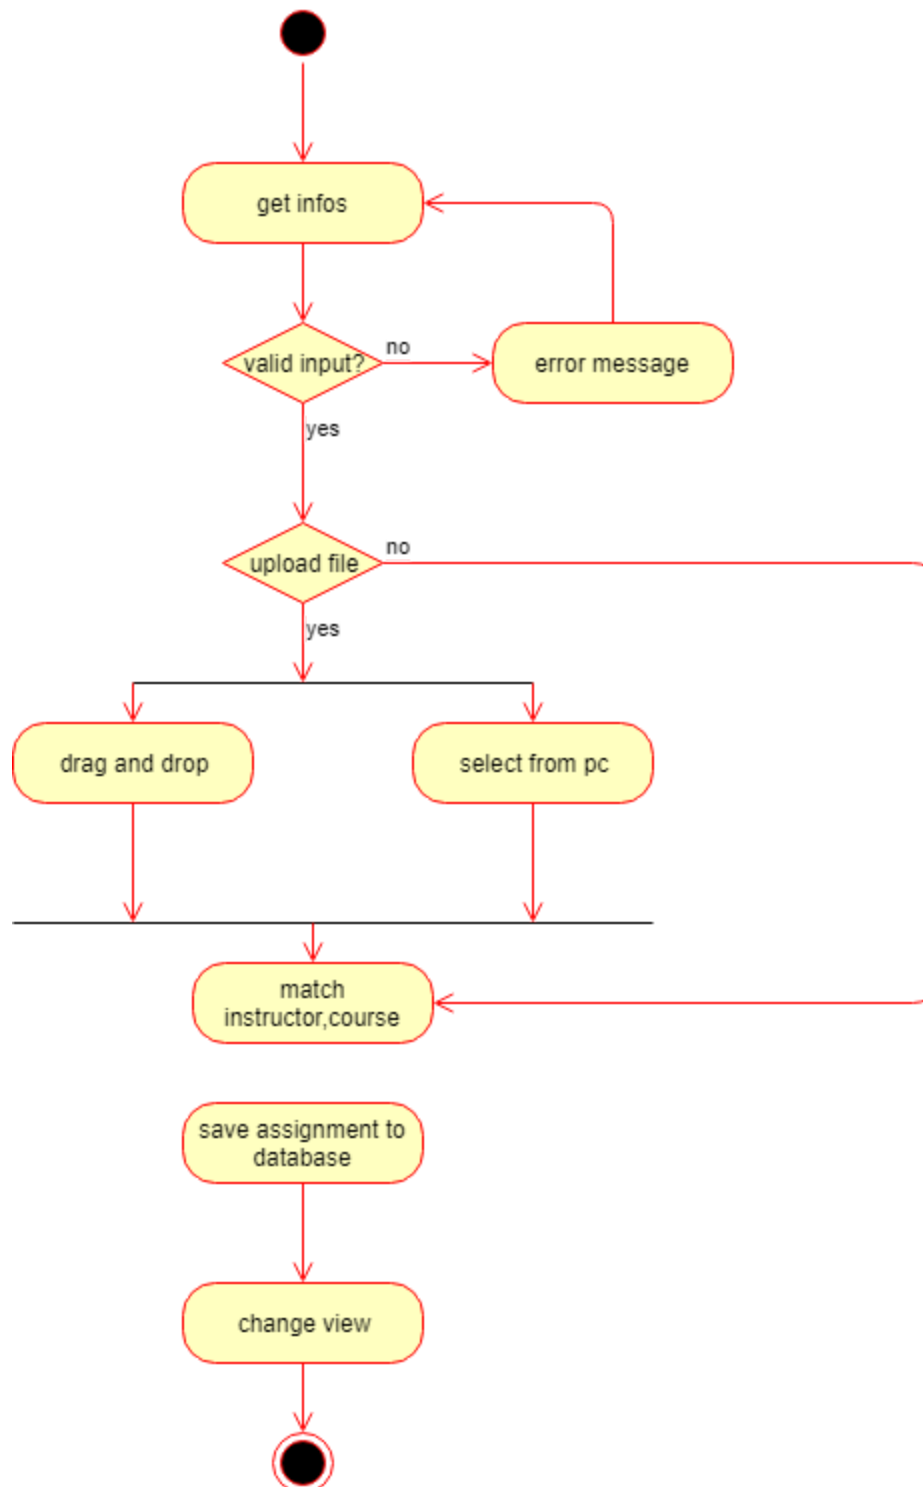 get infos
valid input?
no
error message
yes
upload file
no
yes
drag and drop
select from pc
match
instructor,course
save assignment to
database
change view